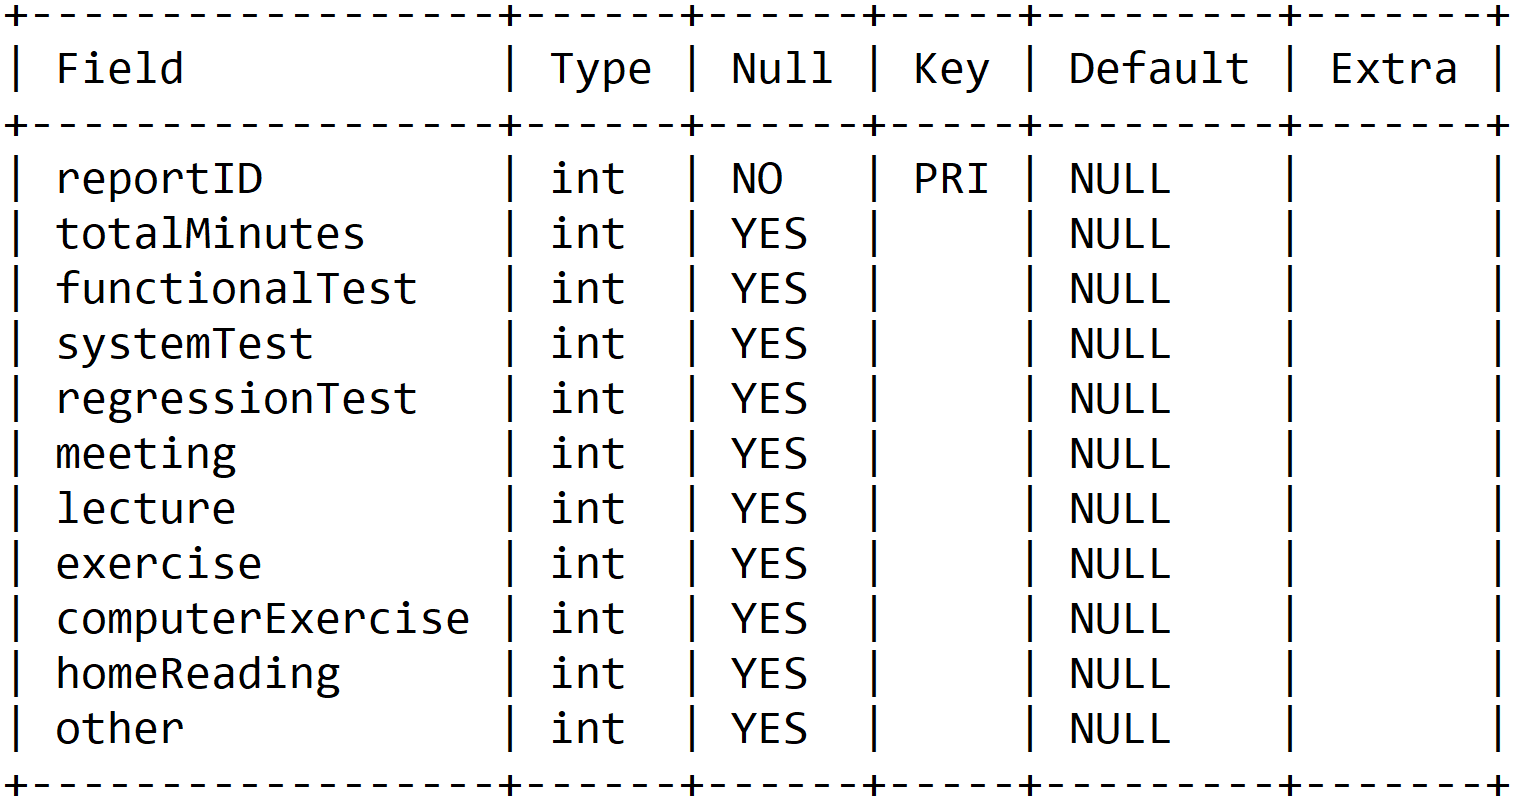 +------------------+------+------+-----+---------+-------+
| Field            | Type | Null | Key | Default | Extra |
+------------------+------+------+-----+---------+-------+
| reportID         | int  | NO   | PRI | NULL    |       |
| totalMinutes     | int  | YES  |     | NULL    |       |
| functionalTest   | int  | YES  |     | NULL    |       |
| systemTest       | int  | YES  |     | NULL    |       |
| regressionTest   | int  | YES  |     | NULL    |       |
| meeting          | int  | YES  |     | NULL    |       |
| lecture          | int  | YES  |     | NULL    |       |
| exercise         | int  | YES  |     | NULL    |       |
| computerExercise | int  | YES  |     | NULL    |       |
| homeReading      | int  | YES  |     | NULL    |       |
| other            | int  | YES  |     | NULL    |       |
+------------------+------+------+-----+---------+-------+